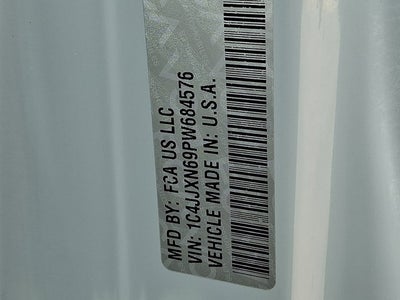 MFD BY: FCA US LLC
VIN: 1C4JJXN69PW684576
VEHICLE MADE IN: U.S.A.